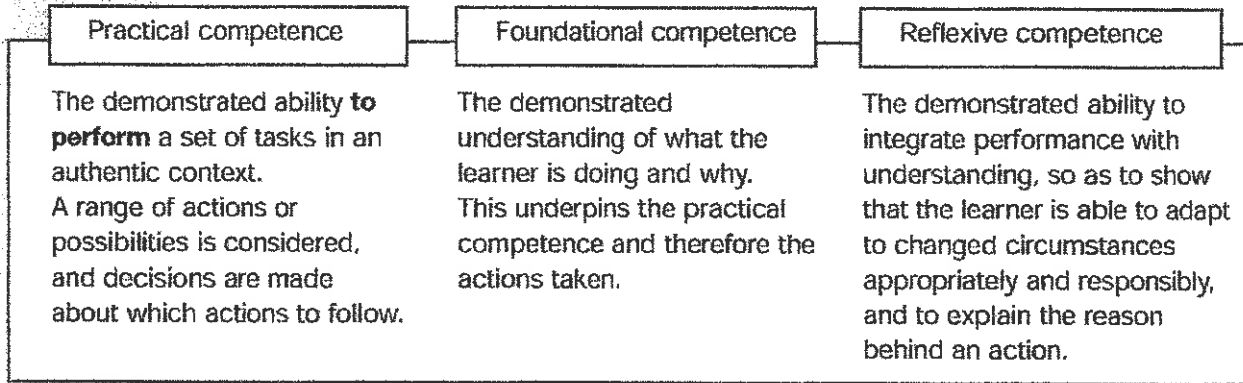 Practical competence
The demonstrated ability to
perform a set of tasks in an
authentic context.
A range of actions or
possibilities is considered,
and decisions are made
about which actions to follow.
Foundational competence
The demonstrated
understanding of what the
learner is doing and why.
This underpins the practical
competence and therefore the
actions taken.
Reflexive competence
The demonstrated ability to
integrate performance with
understanding, so as to show
that the learner is able to adapt
to changed circumstances
appropriately and responsibly,
and to explain the reason
behind an action.